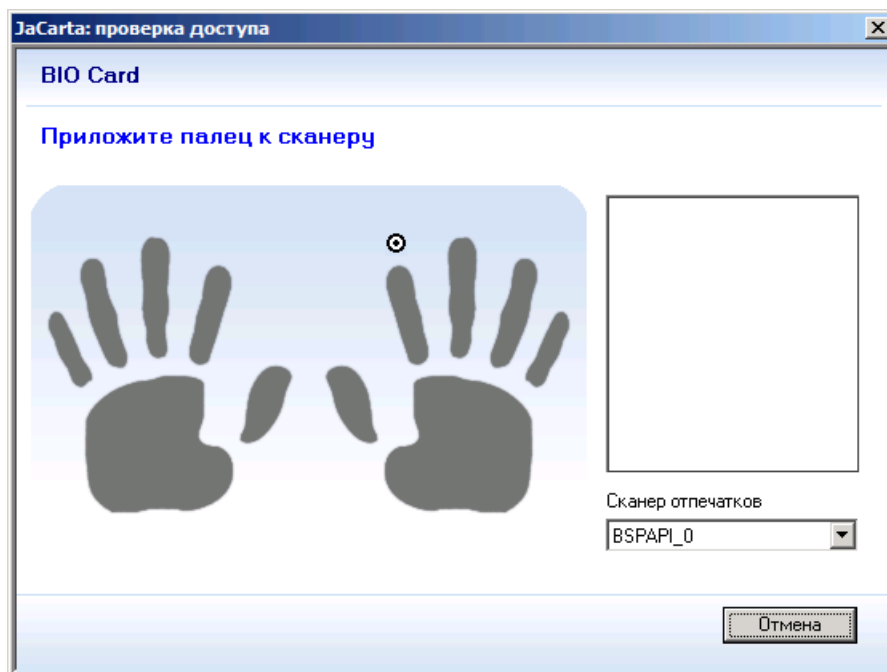 JaCarta: проверка доступа
BIO Card
Приложите палец к сканеру
Сканер отпечатков
BSPAPI_0
Отмена